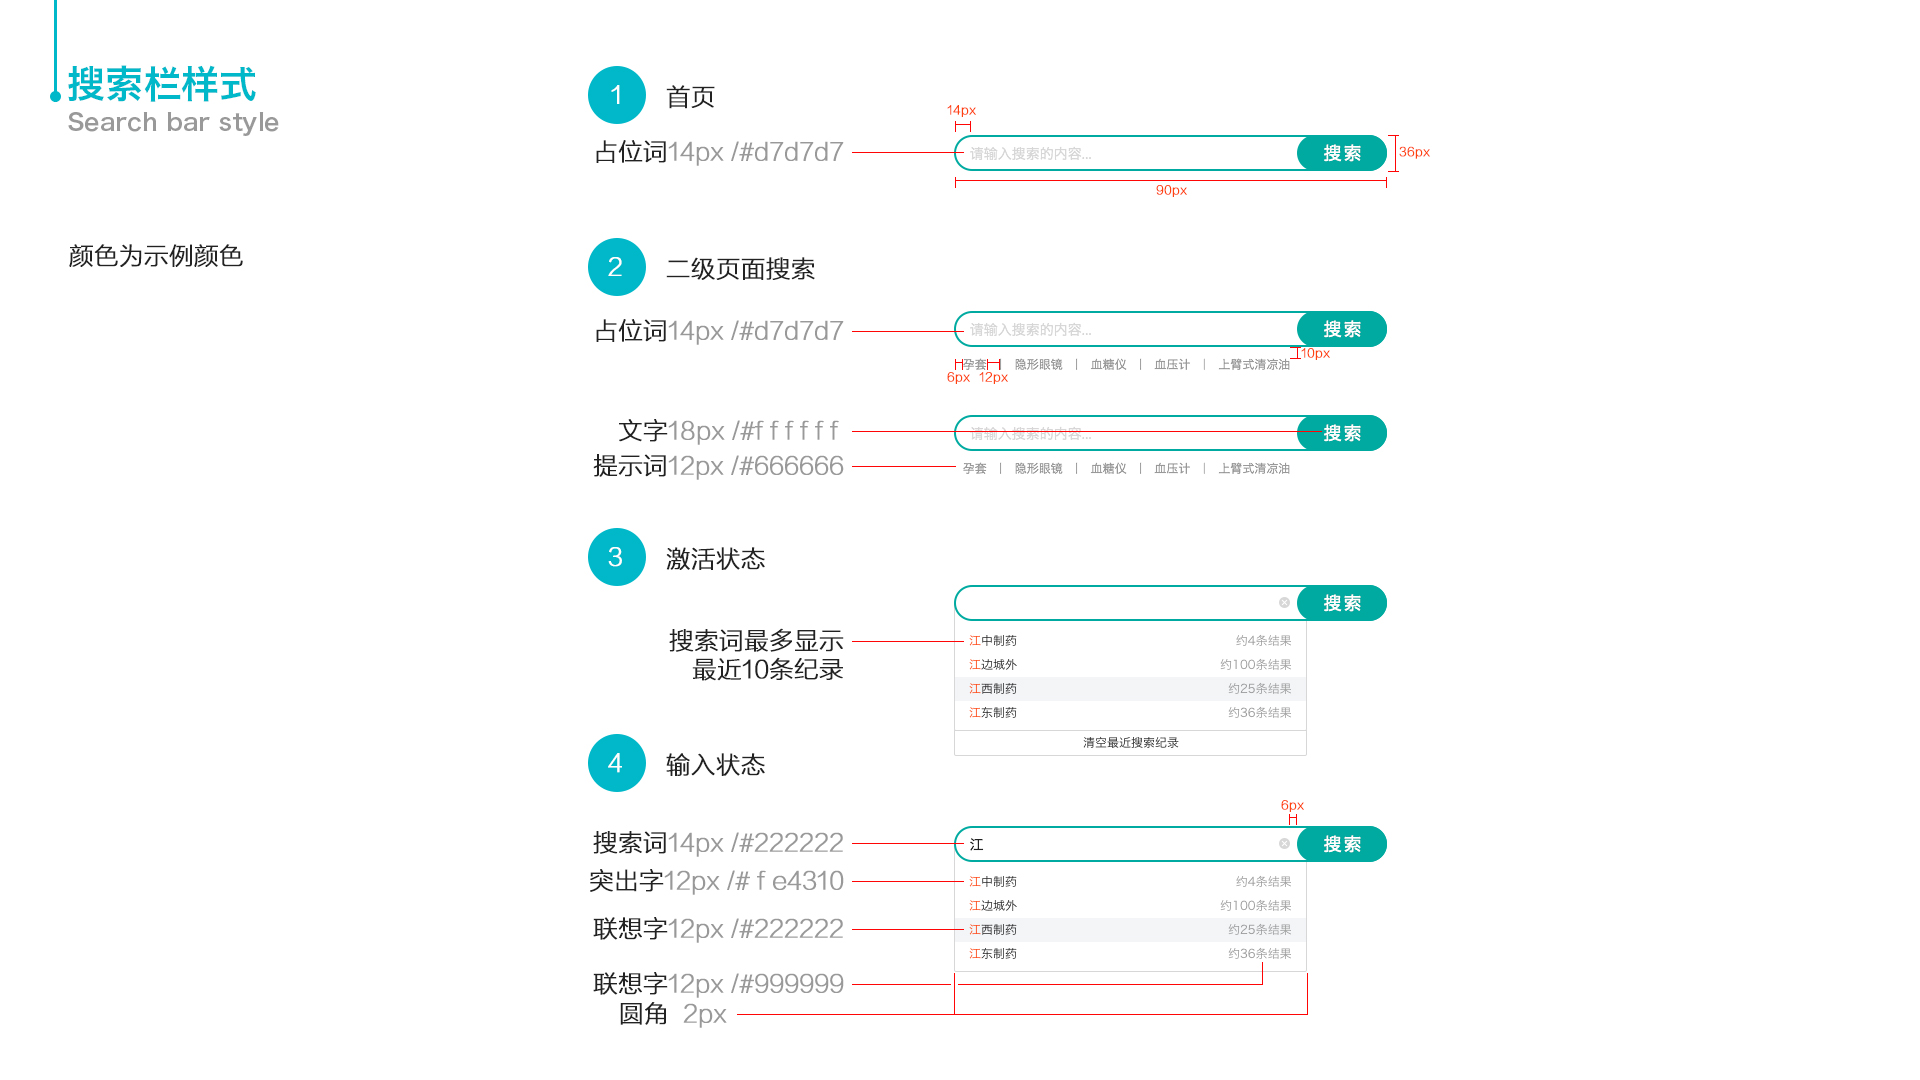 搜索栏样式
Search bar style
颜色为示例颜色
1 首页
14px
占位词14px /#d7d7d7
请输入搜索的内容... 搜索
36px
90px
2 二级页面搜索
占位词14px /#d7d7d7
请输入搜索的内容... 搜索
10px
孕套 | 隐形眼镜 | 血糖仪 | 血压计 | 上臂式清凉油
6px 12px
文字18px /#ffffff
请输入搜索的内容... 搜索
提示词12px /#666666
孕套 | 隐形眼镜 | 血糖仪 | 血压计 | 上臂式清凉油
3 激活状态
搜索
搜索词最多显示
最近10条纪录
江中制药 约4条结果
江边城外 约100条结果
江西制药 约25条结果
江东制药 约36条结果
清空最近搜索纪录
4 输入状态
6px
搜索词14px /#222222
江 搜索
突出字12px /#fe4310
江中制药 约4条结果
江边城外 约100条结果
联想字12px /#222222
江西制药 约25条结果
江东制药 约36条结果
联想字12px /#999999
圆角 2px